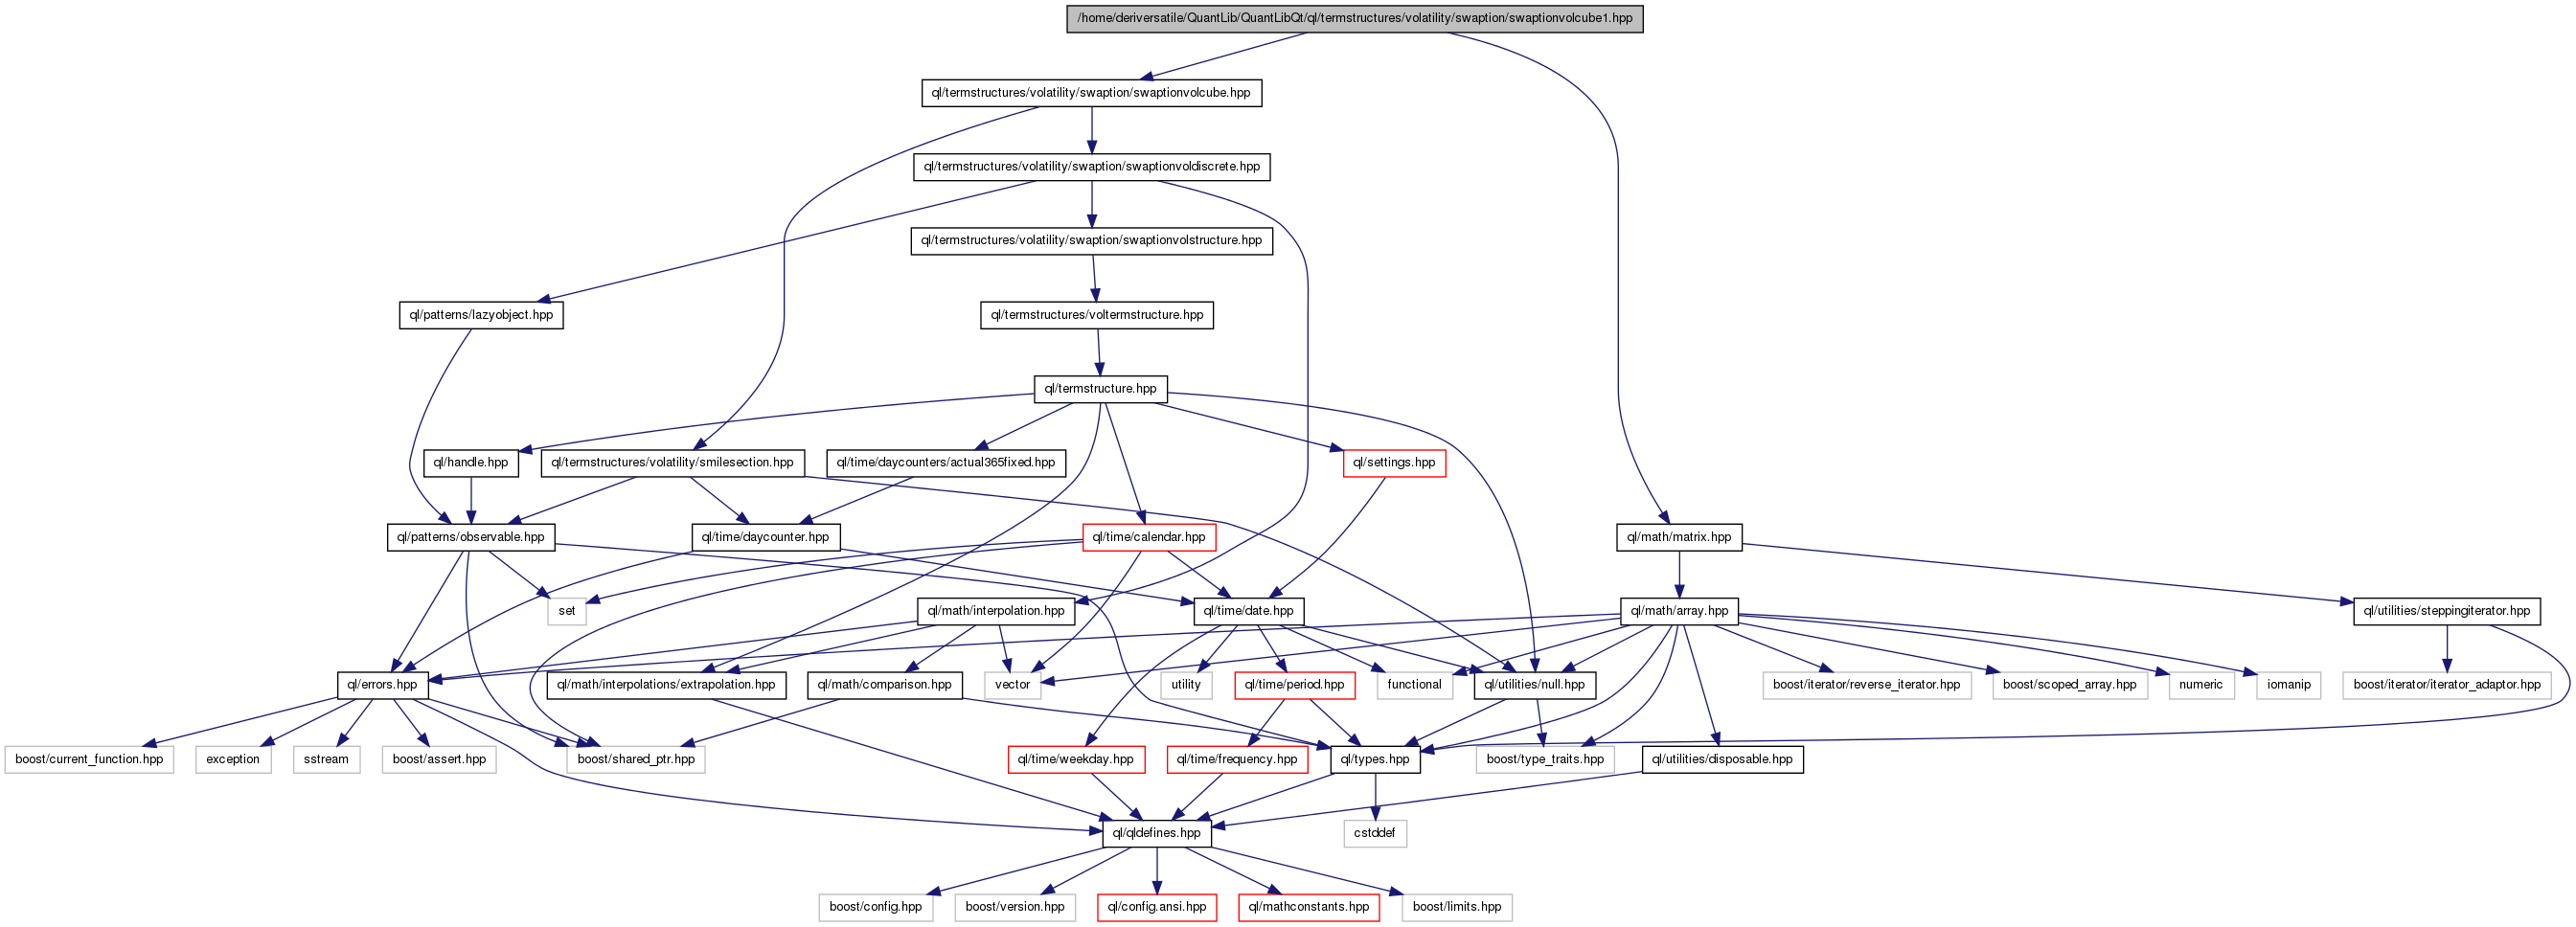 /home/deriversatile/QuantLib/QuantLibQt/ql/termstructures/volatility/swaption/swaptionvolcube1.hpp
ql/termstructures/volatility/swaption/swaptionvolcube.hpp
ql/termstructures/volatility/swaption/swaptionvoldiscrete.hpp
ql/termstructures/volatility/swaption/swaptionvolstructure.hpp
ql/patterns/lazyobject.hpp
ql/termstructures/voltermstructure.hpp
ql/termstructure.hpp
ql/handle.hpp
ql/termstructures/volatility/smilesection.hpp
ql/time/daycounters/actual365fixed.hpp
ql/settings.hpp
ql/patterns/observable.hpp
ql/time/daycounter.hpp
ql/time/calendar.hpp
ql/math/matrix.hpp
set
ql/math/interpolation.hpp
ql/time/date.hpp
ql/math/array.hpp
ql/utilities/steppingiterator.hpp
ql/errors.hpp
ql/math/interpolations/extrapolation.hpp
ql/math/comparison.hpp
vector
utility
ql/time/period.hpp
functional
ql/utilities/null.hpp
boost/iterator/reverse_iterator.hpp
boost/scoped_array.hpp
numeric
iomanip
boost/iterator/iterator_adaptor.hpp
boost/current_function.hpp
exception
sstream
boost/assert.hpp
boost/shared_ptr.hpp
ql/time/weekday.hpp
ql/time/frequency.hpp
ql/types.hpp
boost/type_traits.hpp
ql/utilities/disposable.hpp
ql/qldefines.hpp
cstddef
boost/config.hpp
boost/version.hpp
ql/config.ansi.hpp
ql/mathconstants.hpp
boost/limits.hpp